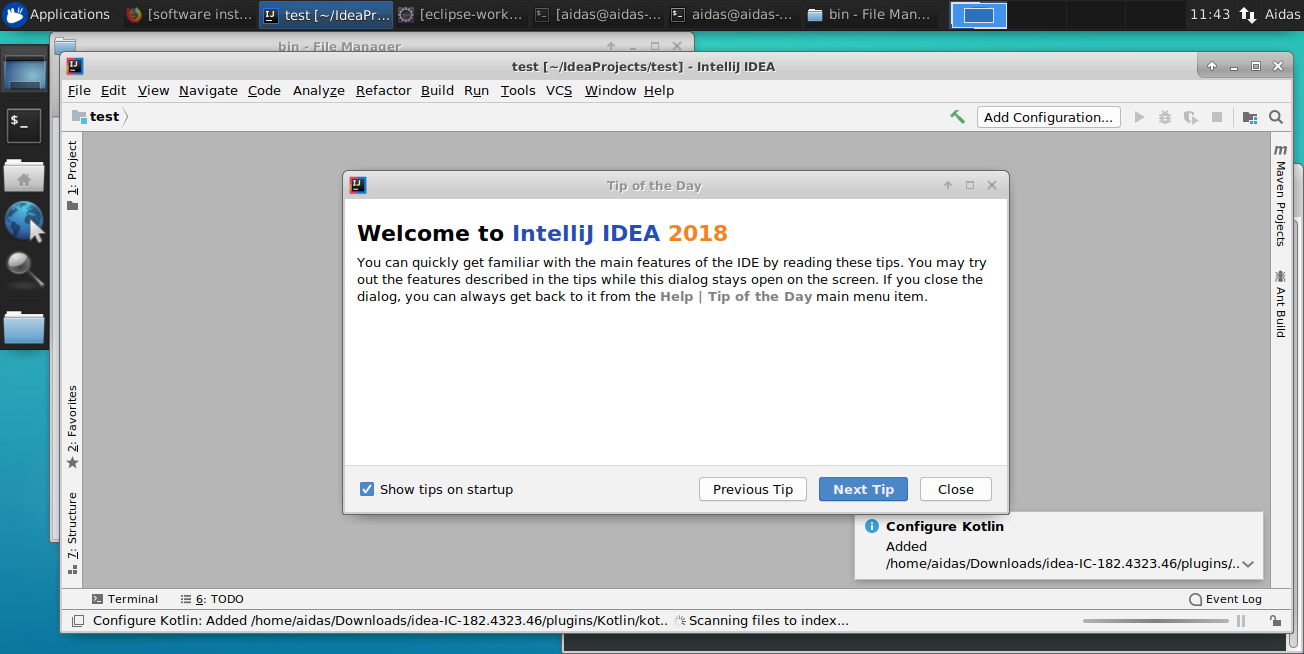 Applications
[software inst...
test [~/IdeaPr...
[eclipse-work...
[aidas@aidas-...
aidas@aidas-...
bin - File Man...
11:43
Aidas
bin - File Manager
test [~/IdeaProjects/test] - IntelliJ IDEA
File Edit View Navigate Code Analyze Refactor Build Run Tools VCS Window Help
test
Add Configuration...
1: Project
2: Favorites
7: Structure
Maven Projects
Ant Build
Tip of the Day
Welcome to IntelliJ IDEA 2018
You can quickly get familiar with the main features of the IDE by reading these tips. You may try
out the features described in the tips while this dialog stays open on the screen. If you close the
dialog, you can always get back to it from the Help | Tip of the Day main menu item.
Show tips on startup
Previous Tip
Next Tip
Close
Configure Kotlin
Added
/home/aidas/Downloads/idea-IC-182.4323.46/plugins/..
Terminal
6: TODO
Event Log
Configure Kotlin: Added /home/aidas/Downloads/idea-IC-182.4323.46/plugins/Kotlin/kot..
Scanning files to index...